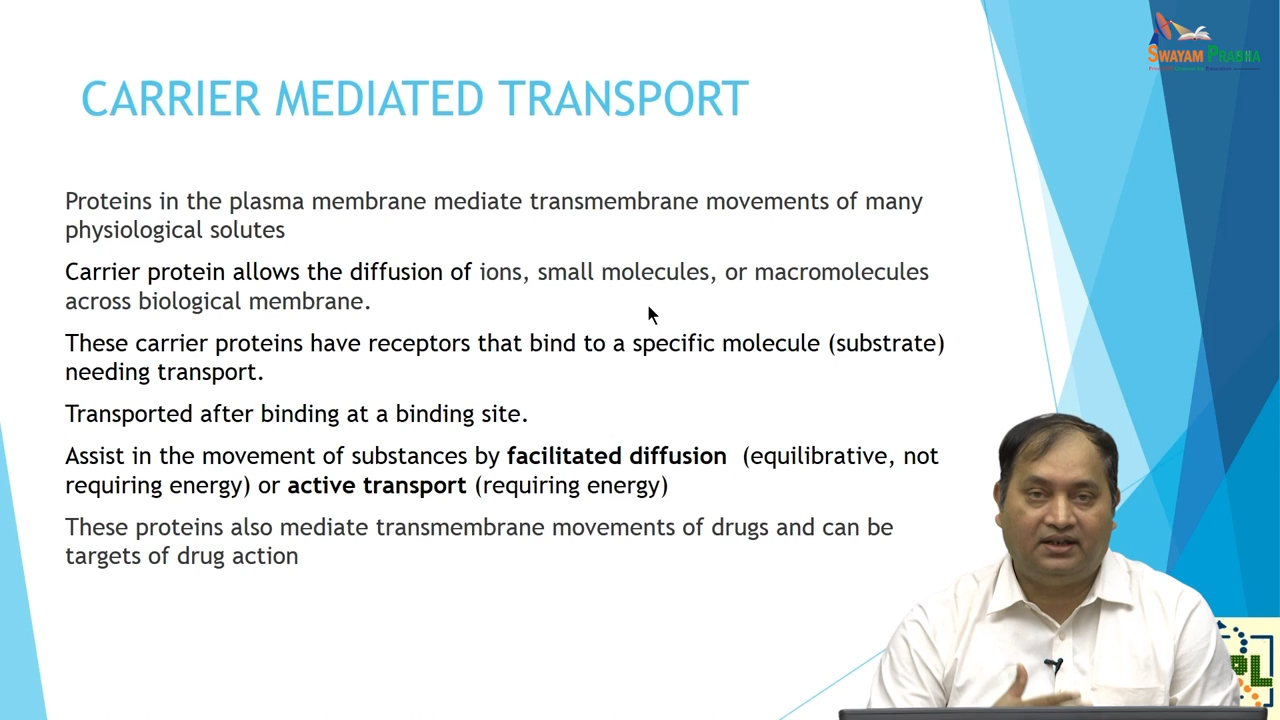 SWAYAM PRABHA
CARRIER MEDIATED TRANSPORT
Proteins in the plasma membrane mediate transmembrane movements of many
physiological solutes
Carrier protein allows the diffusion of ions, small molecules, or macromolecules
across biological membrane.
These carrier proteins have receptors that bind to a specific molecule (substrate)
needing transport.
Transported after binding at a binding site.
Assist in the movement of substances by facilitated diffusion (equilibrative, not
requiring energy) or active transport (requiring energy)
These proteins also mediate transmembrane movements of drugs and can be
targets of drug action